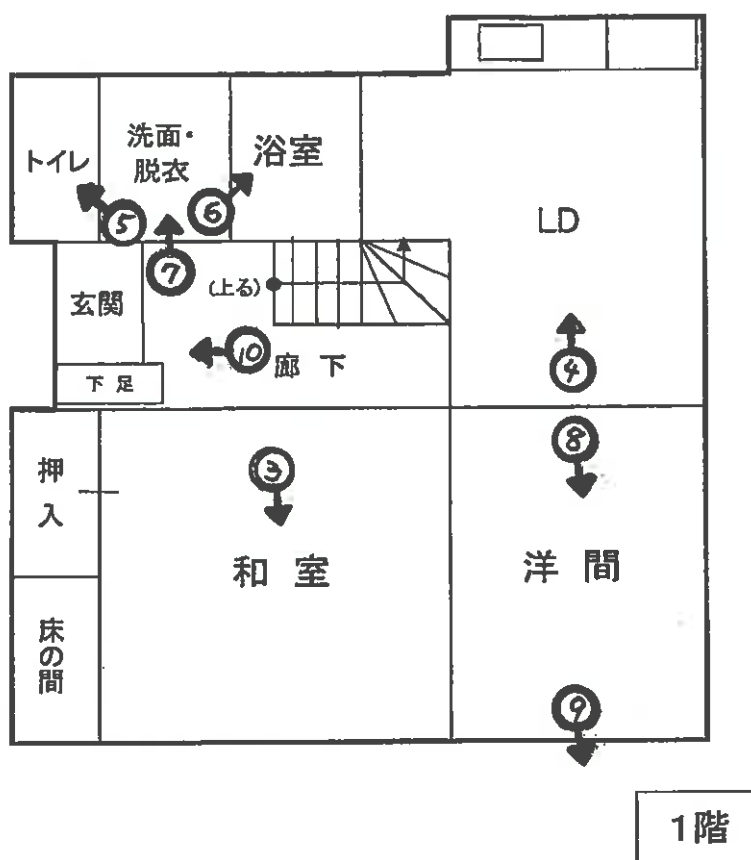 トイレ
洗面・
脱衣
浴室
⑤
⑥
⑦
LD
玄関
(上る)
⑩
廊下
④
下足
押
入
③
⑧
和室
洋間
床の間
⑨
1階